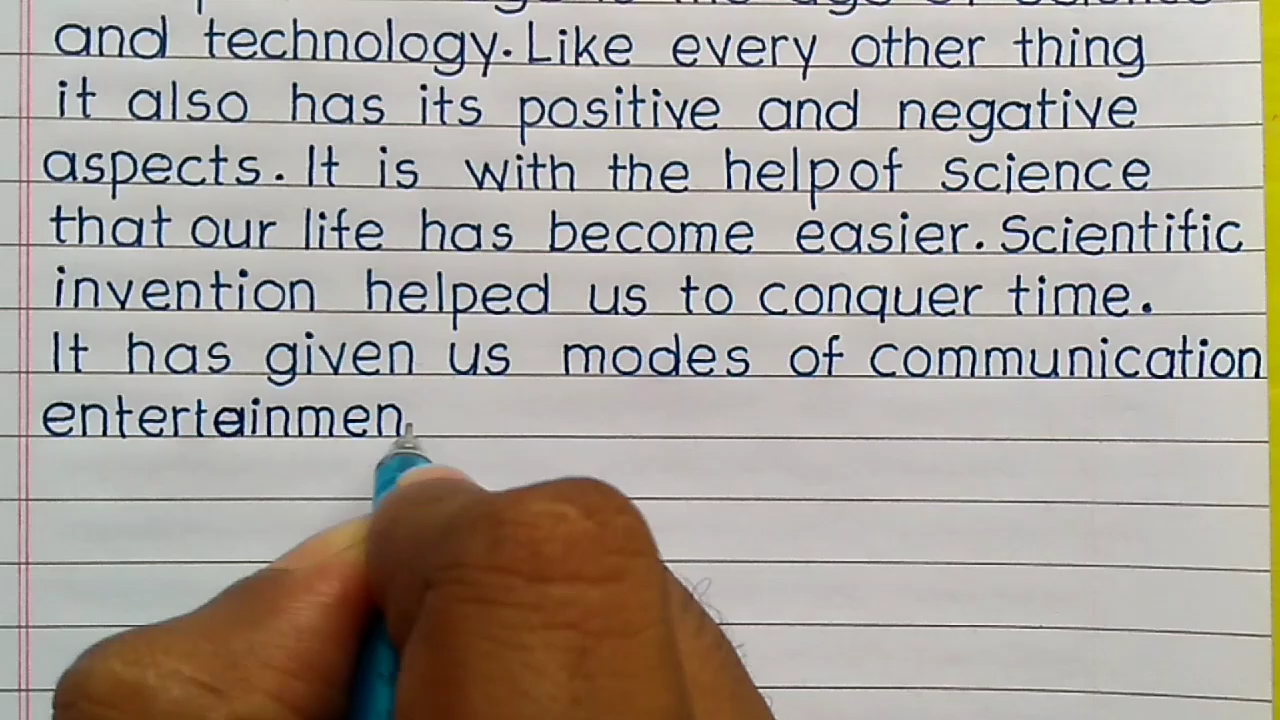 and technology. Like every other thing
it also has its positive and negative
aspects. It is with the helpof science
that our life has become easier. Scientific
invention helped us to conquer time.
It has given us modes of communication
entertainmen